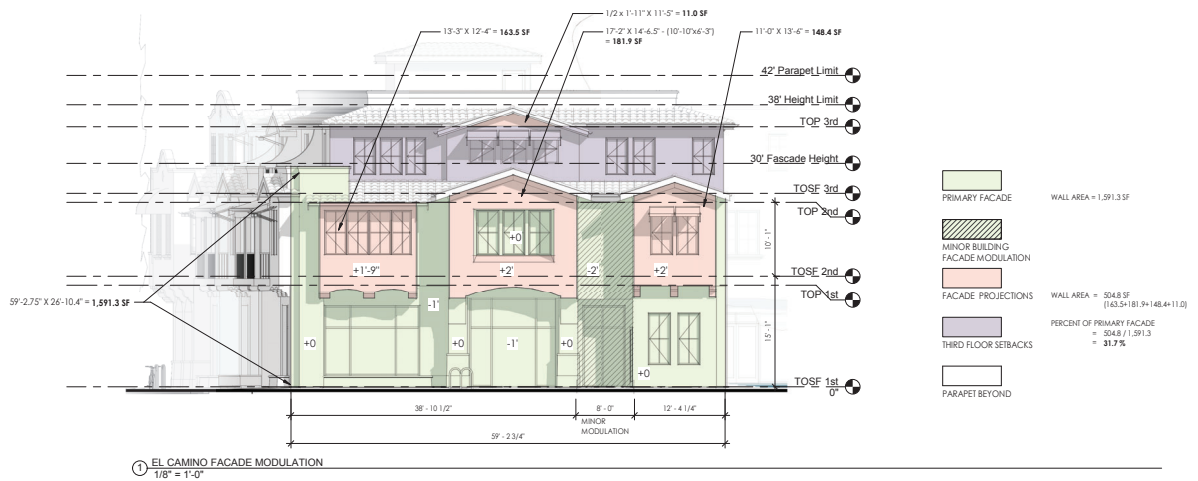 1/2 x 1'-11" X 11'-5" = 11.0 SF
13'-3" X 12'-4" = 163.5 SF
17'-2" X 14'-6.5" - (10'-10"x6'-3")
= 181.9 SF
11'-0" X 13'-6" = 148.4 SF
42' Parapet Limit
38' Height Limit
TOP 3rd
30' Fascade Height
TOSF 3rd
TOP 2nd
10' - 1"
TOSF 2nd
TOP 1st
15' - 1"
TOSF 1st
0"
59'-2.75" X 26'-10.4" = 1,591.3 SF
+0
+1'-9"
+2'
-2'
+2'
-1'
+0
+0
-1'
+0
+0
38' - 10 1/2"
8' - 0"
12' - 4 1/4"
MINOR
MODULATION
59' - 2 3/4"
PRIMARY FACADE
WALL AREA = 1,591.3 SF
MINOR BUILDING
FACADE MODULATION
FACADE PROJECTIONS
WALL AREA = 504.8 SF
(163.5+181.9+148.4+11.0)
PERCENT OF PRIMARY FACADE
= 504.8 / 1,591.3
= 31.7 %
THIRD FLOOR SETBACKS
PARAPET BEYOND
1
EL CAMINO FACADE MODULATION
1/8" = 1'-0"